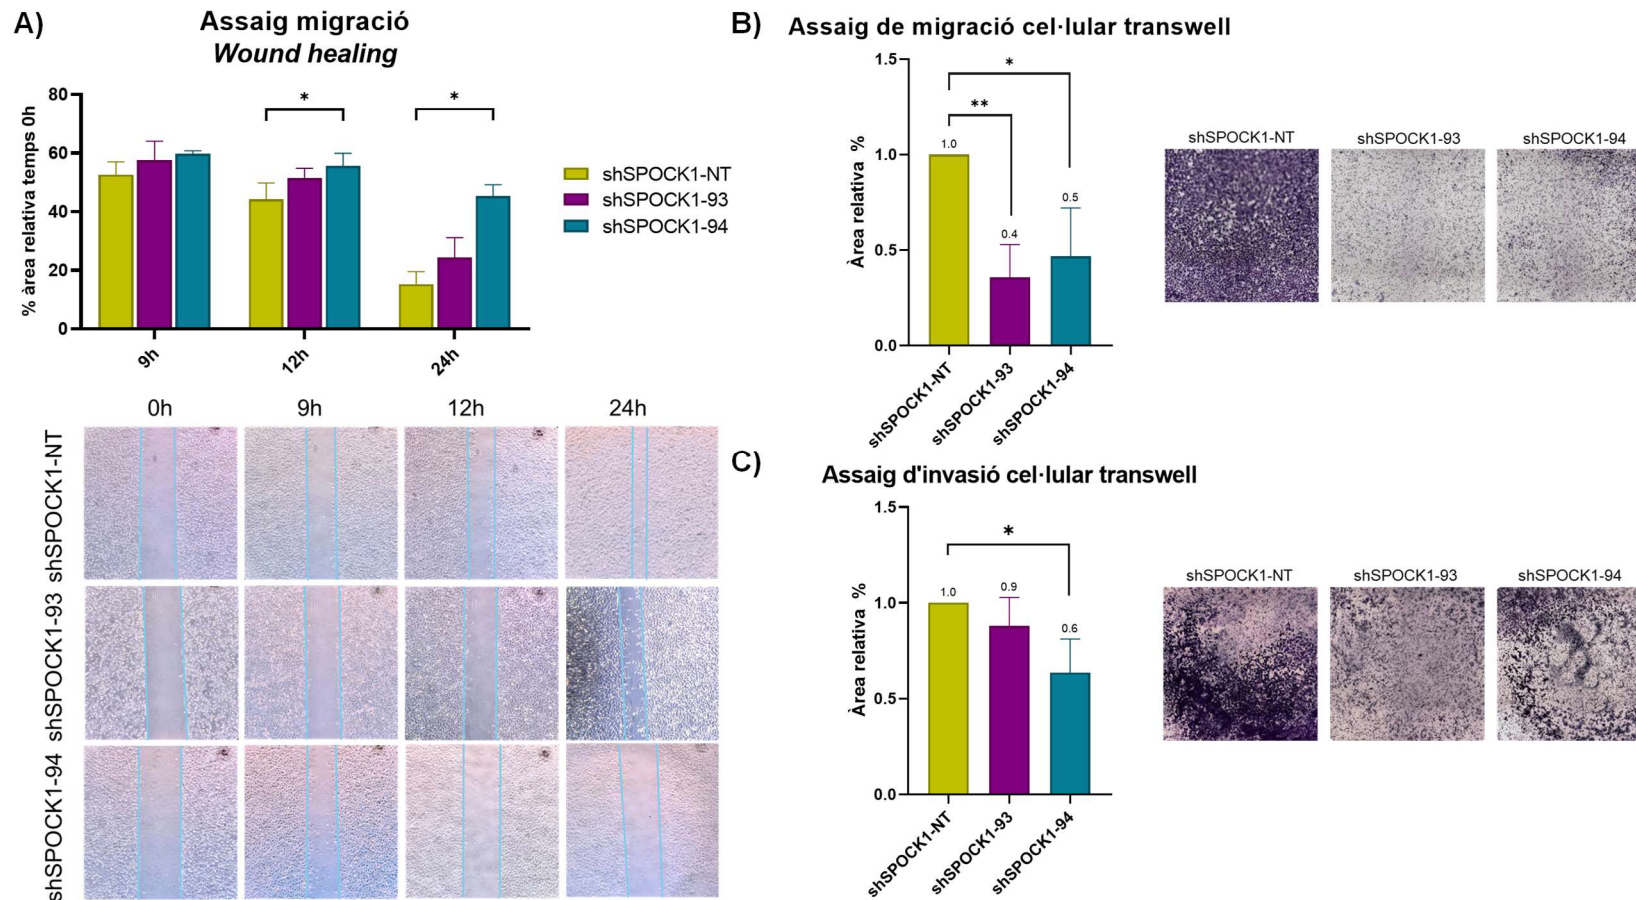 A)
Assaig migració
Wound healing
% àrea relativa temps 0h
80
60
40
20
0
*
*
9h
12h
24h
shSPOCK1-NT
shSPOCK1-93
shSPOCK1-94
0h
9h
12h
24h
shSPOCK1-NT
shSPOCK1-93
shSPOCK1-94
B)
Assaig de migració cel·lular transwell
Àrea relativa %
1.5
1.0
0.5
0.0
*
**
1.0
0.4
0.5
shSPOCK1-NT
shSPOCK1-93
shSPOCK1-94
shSPOCK1-NT
shSPOCK1-93
shSPOCK1-94
C)
Assaig d'invasió cel·lular transwell
Àrea relativa %
1.5
1.0
0.5
0.0
*
1.0
0.9
0.6
shSPOCK1-NT
shSPOCK1-93
shSPOCK1-94
shSPOCK1-NT
shSPOCK1-93
shSPOCK1-94